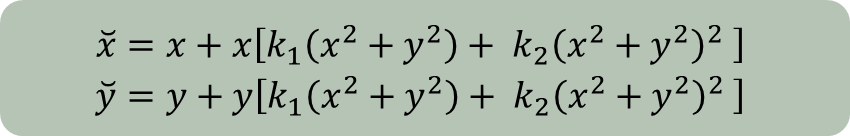 x̆ = x + x[k₁(x² + y²) + k₂(x² + y²)² ]
y̆ = y + y[k₁(x² + y²) + k₂(x² + y²)² ]